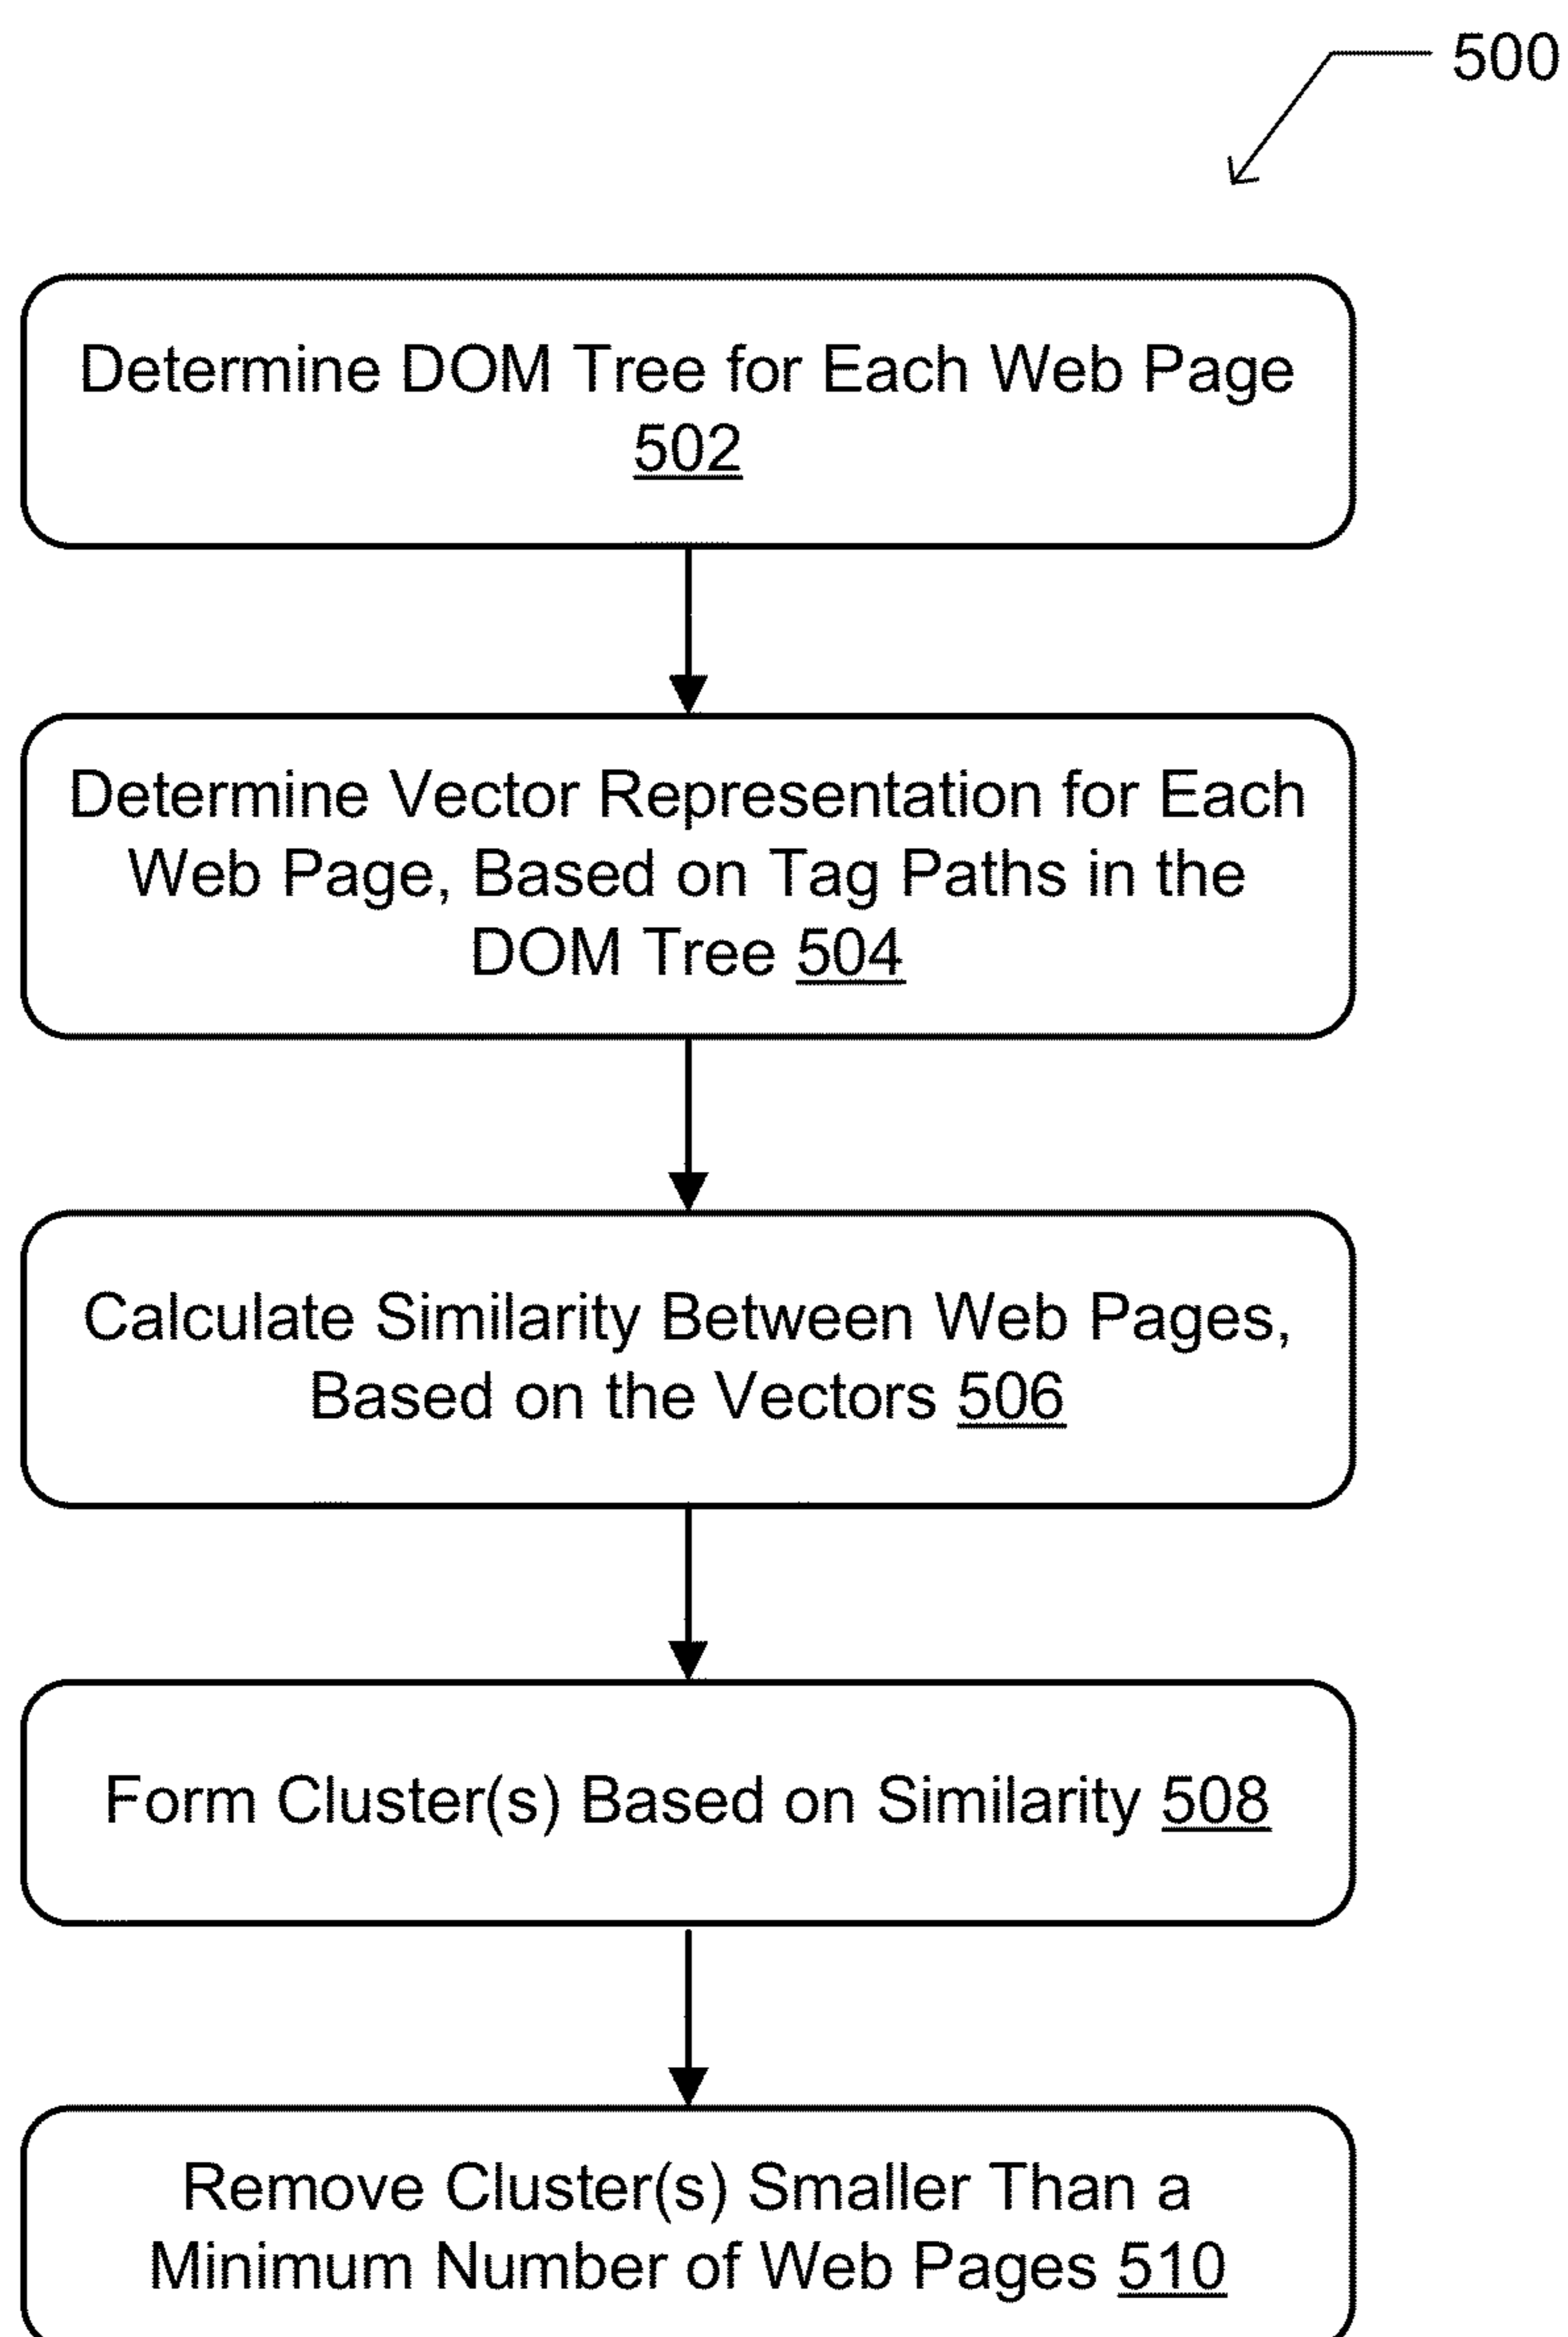 500
Determine DOM Tree for Each Web Page
502
Determine Vector Representation for Each
Web Page, Based on Tag Paths in the
DOM Tree 504
Calculate Similarity Between Web Pages,
Based on the Vectors 506
Form Cluster(s) Based on Similarity 508
Remove Cluster(s) Smaller Than a
Minimum Number of Web Pages 510